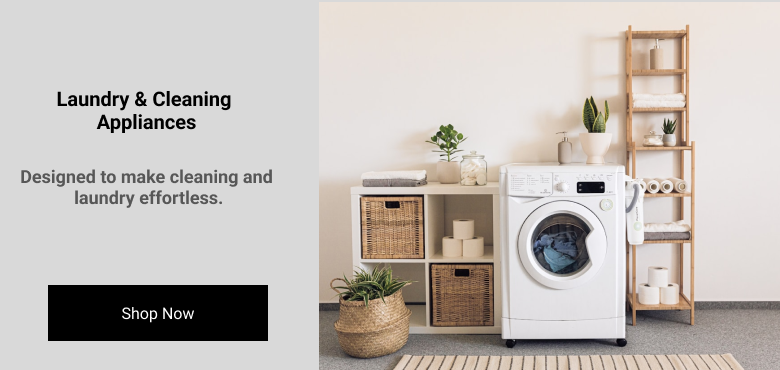 Laundry & Cleaning
Appliances
Designed to make cleaning and
laundry effortless.
Shop Now